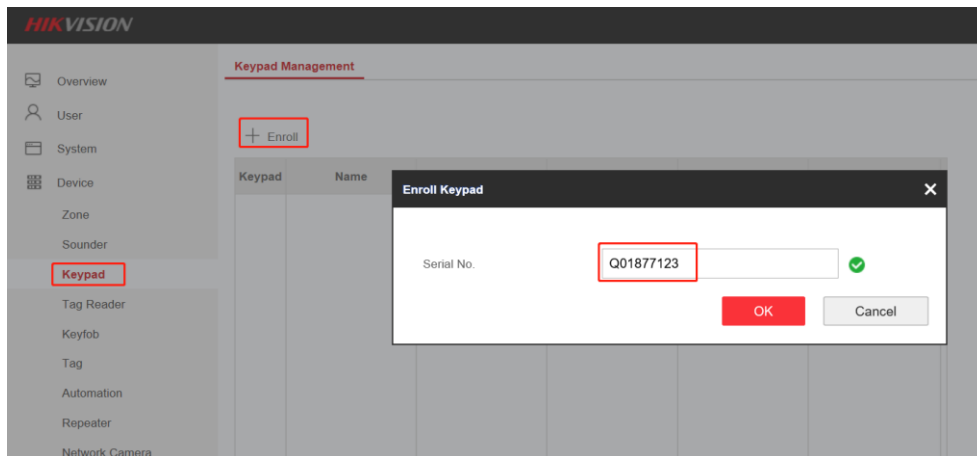 HIKVISION
Keypad Management
Overview
User
System
Device
Zone
Sounder
Keypad
Tag Reader
Keyfob
Tag
Automation
Repeater
Network Camera
+ Enroll
Keypad Name
Enroll Keypad
Serial No. Q01877123
OK Cancel